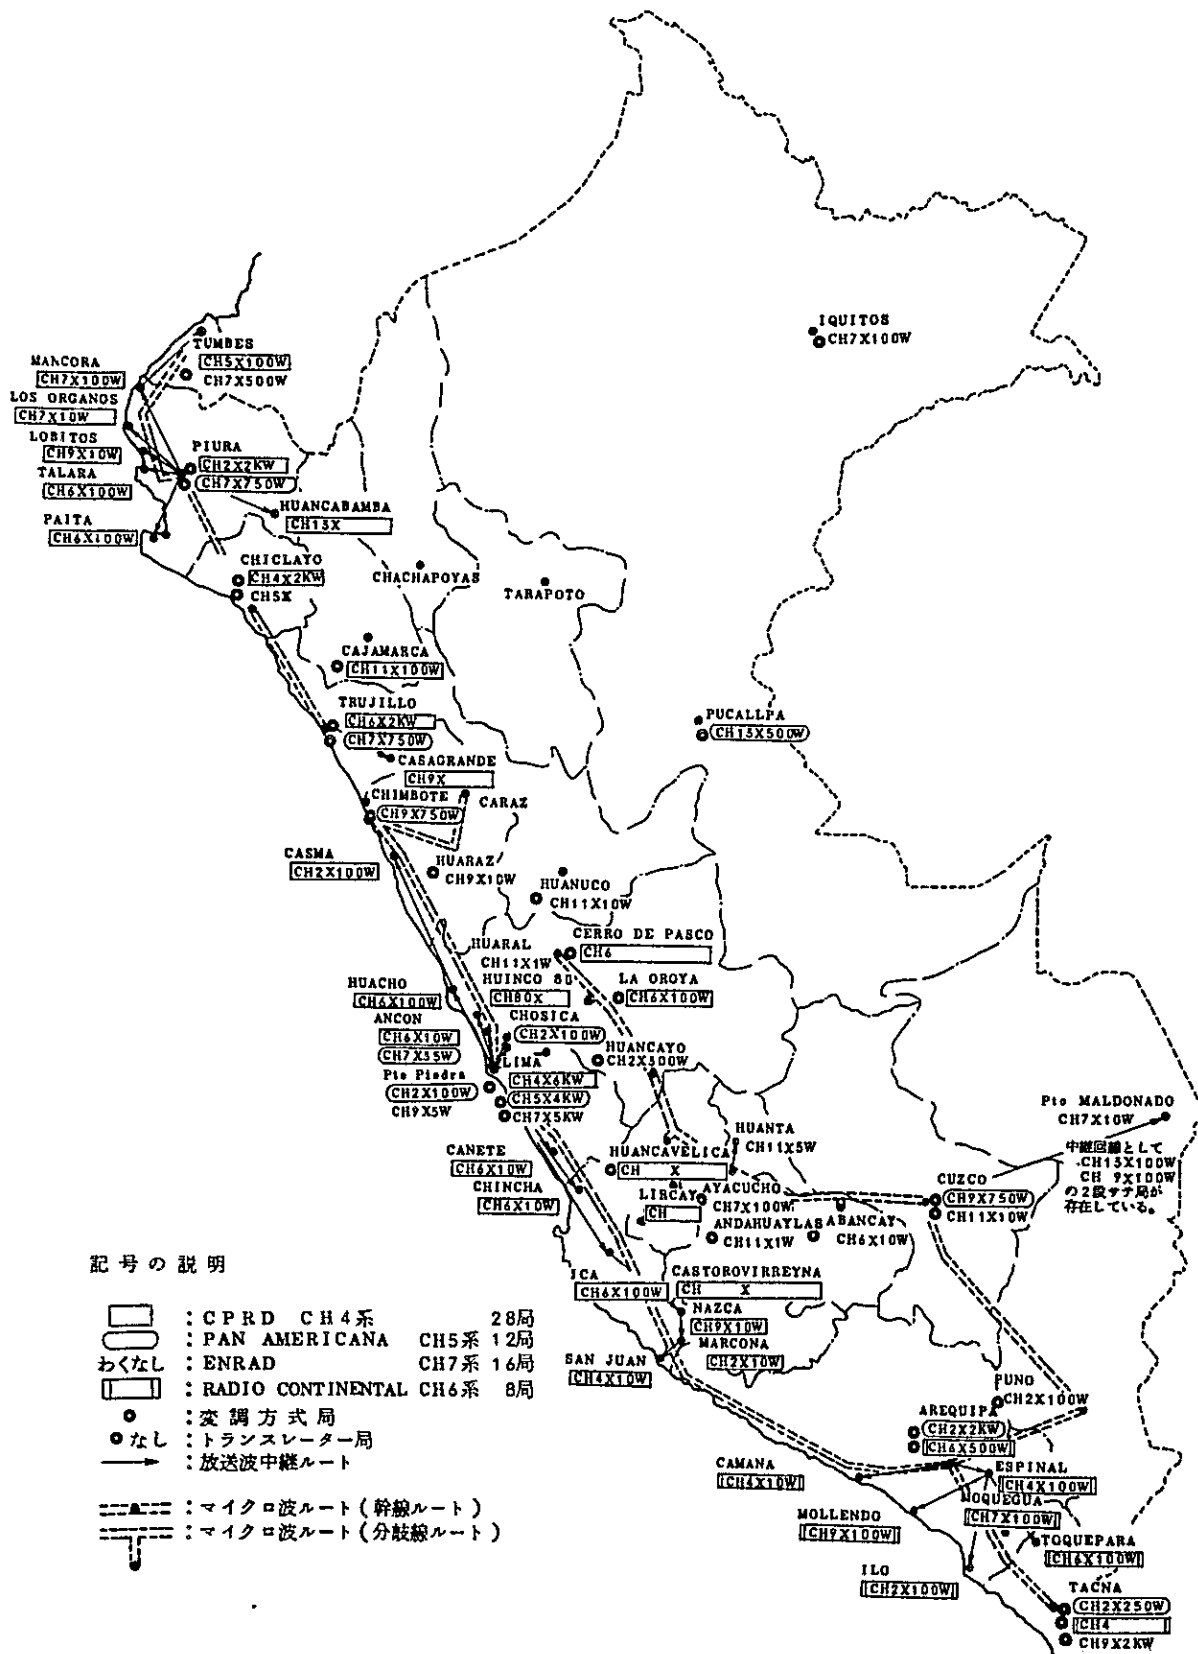 IQUITOS
CH7X100W
TUMBES
CH5X100W
CH7X500W
MANCORA
CH7X100W
LOS ORGANOS
CH7X10W
LOBITOS
CH9X10W
TALARA
CH6X100W
PAITA
CH6X100W
PIURA
CH2X2KW
CH7X750W
HUANCABAMBA
CH13X
CHICLAYO
CH4X2KW
CH5X
CHACHAPOYAS
TARAPOTO
CAJAMARCA
CH11X100W
TRUJILLO
CH6X2KW
CH7X750W
PUCALLPA
CH13X500W
CASAGRANDE
CH9X
CHIMBOTE
CH9X750W
CARAZ
CASMA
CH2X100W
HUARAZ
CH9X10W
HUANUCO
CH11X10W
HUARAL
CH11X1W
CERRO DE PASCO
CH6
HUINCO 80
CH80X
LA OROYA
CH6X100W
HUACHO
CH6X100W
ANCON
CH6X10W
CH7X55W
CHOSICA
CH2X100W
HUANCAYO
CH2X500W
Pte Piedra
CH2X100W
CH9X5W
LIMA
CH4X6KW
CH5X4KW
CH7X5KW
Pto MALDONADO
CH7X10W
中継回線として
CH13X100W
CH 9X100W
の2段サテ局が
存在している。
HUANTA
CH11X5W
CANETE
CH6X10W
CHINCHA
CH6X10W
HUANCAVELICA
CH X
LIRCAY
CH
AYACUCHO
CH7X100W
CUZCO
CH9X750W
CH11X10W
ANDAHUAYLAS
CH11X1W
ABANCAY
CH6X10W
ICA
CH6X100W
CASTOROVIRREYNA
CH X
NAZCA
CH9X10W
MARCONA
CH2X10W
SAN JUAN
CH4X10W
PUNO
CH2X100W
AREQUIPA
CH2X2KW
CH6X500W
CAMANA
CH4X10W
ESPINAL
CH4X100W
MOLLENDO
CH9X100W
MOQUEGUA
CH7X100W
TOQUEPARA
CH6X100W
ILO
CH2X100W
TACNA
CH2X250W
CH4
CH9X2KW
記号の説明
: CPRD CH4系 28局
: PAN AMERICANA CH5系 12局
わくなし : ENRAD CH7系 16局
: RADIO CONTINENTAL CH6系 8局
: 変調方式局
なし : トランスレーター局
: 放送波中継ルート
: マイクロ波ルート(幹線ルート)
: マイクロ波ルート(分岐線ルート)